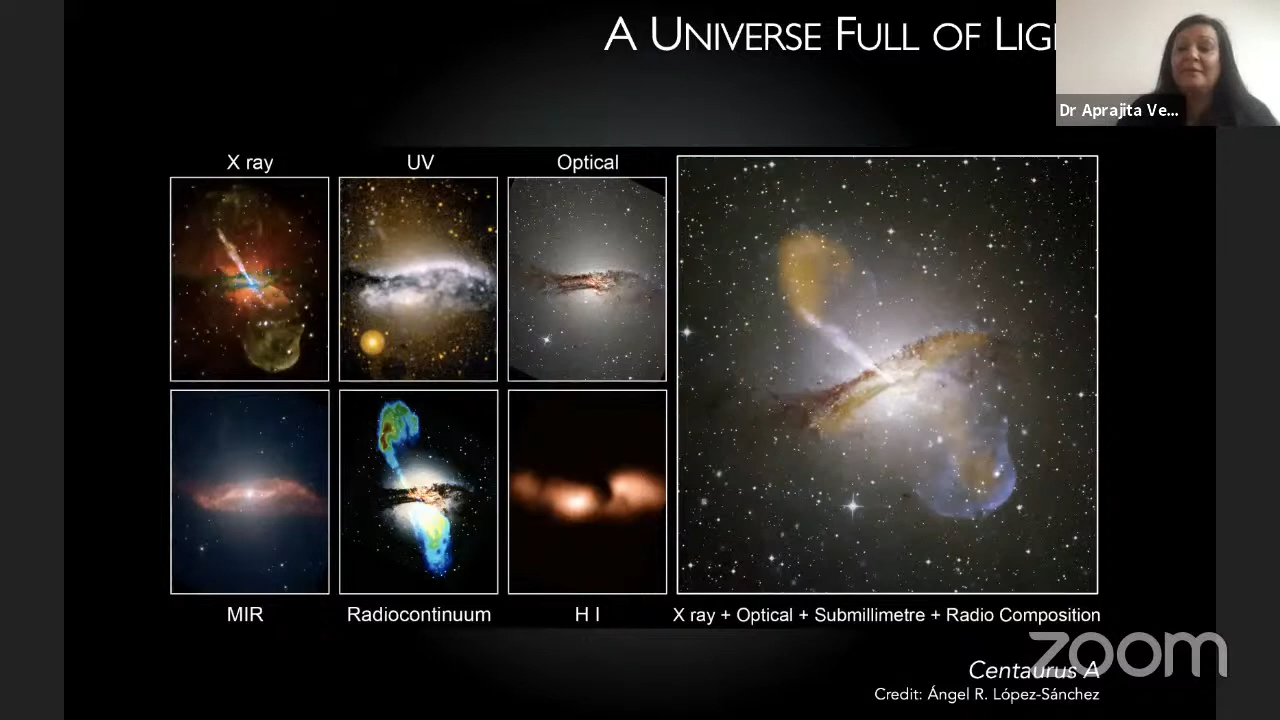 A UNIVERSE FULL OF LIG
Dr Aprajita Ve...
X ray
UV
Optical
MIR
Radiocontinuum
H I
X ray + Optical + Submillimetre + Radio Composition
zoom
Centaurus A
Credit: Ángel R. López-Sánchez